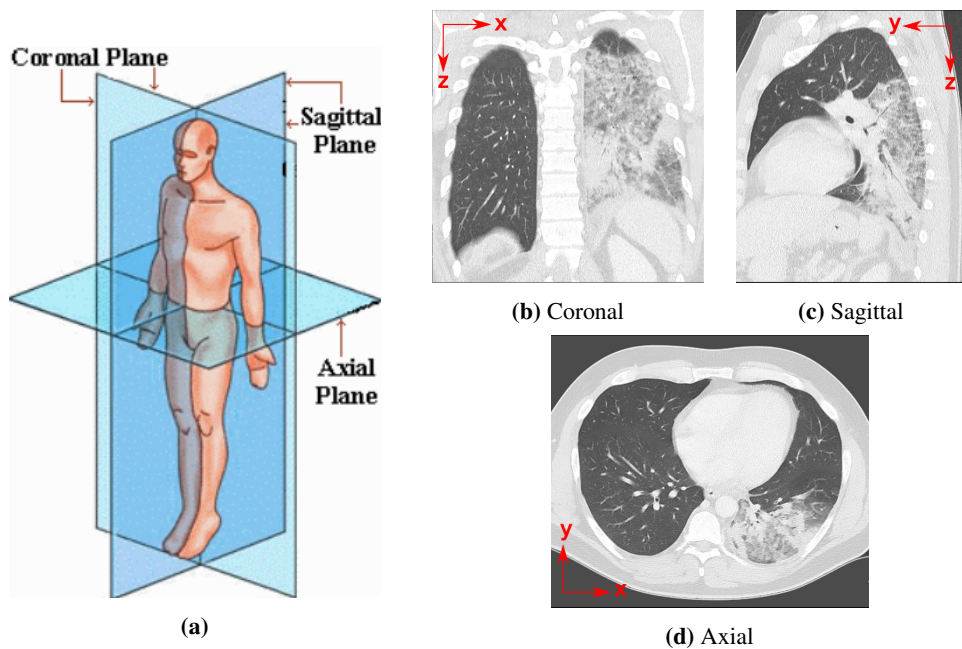 Coronal Plane
Sagittal
Plane
Axial
Plane
(a)
x
z
(b) Coronal
y
z
(c) Sagittal
y
x
(d) Axial